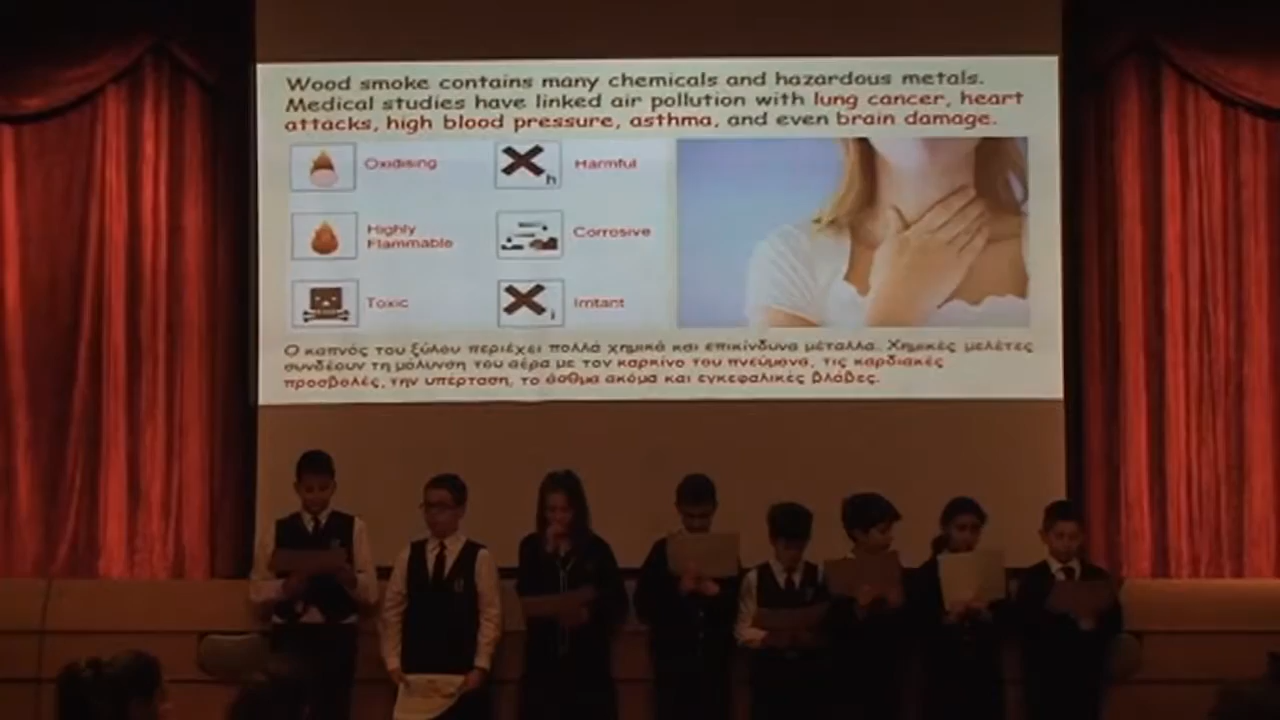 Wood smoke contains many chemicals and hazardous metals.
Medical studies have linked air pollution with lung cancer, heart
attacks, high blood pressure, asthma, and even brain damage.
Oxidising
h
Harmful
Highly
Flammable
Corrosive
Toxic
i
Irritant
Ο καπνός του ξύλου περιέχει πολλά χημικά και επικίνδυνα μέταλλα. Χημικές μελέτες
συνδέουν τη μόλυνση του αέρα με τον καρκίνο του πνεύμονα, τις καρδιακές
προσβολές, την υπέρταση, το άσθμα ακόμα και εγκεφαλικές βλάβες.